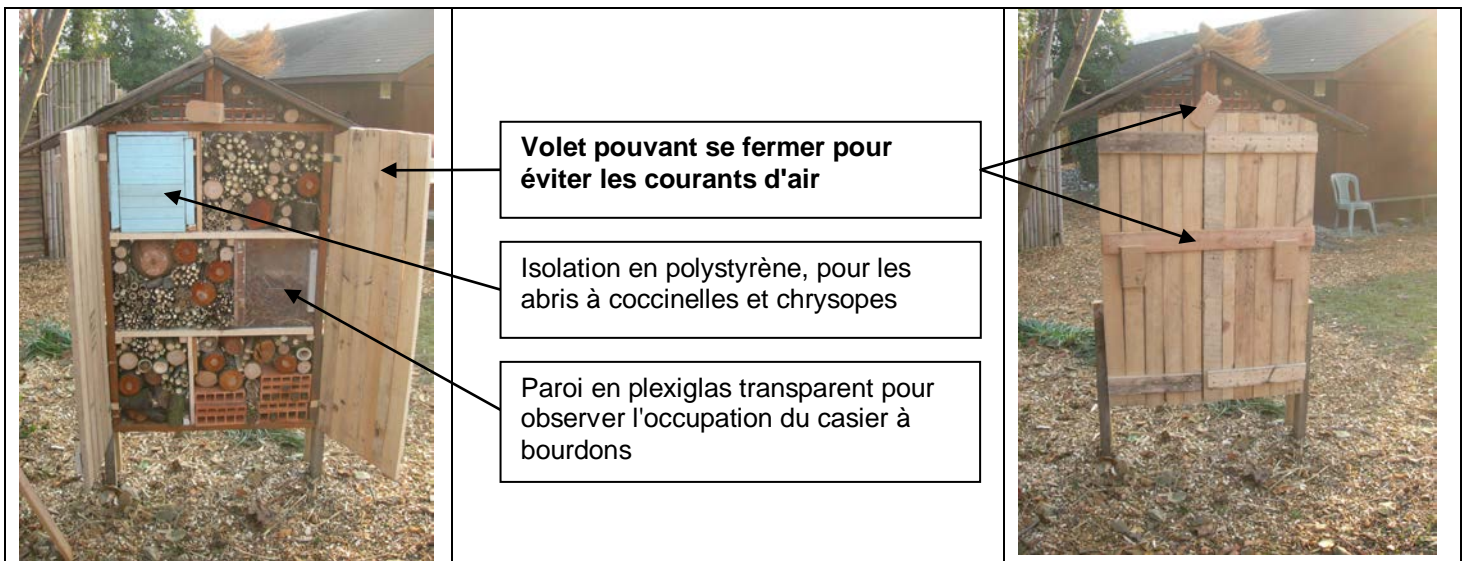 Volet pouvant se fermer pour
éviter les courants d'air
Isolation en polystyrène, pour les
abris à coccinelles et chrysopes
Paroi en plexiglas transparent pour
observer l'occupation du casier à
bourdons